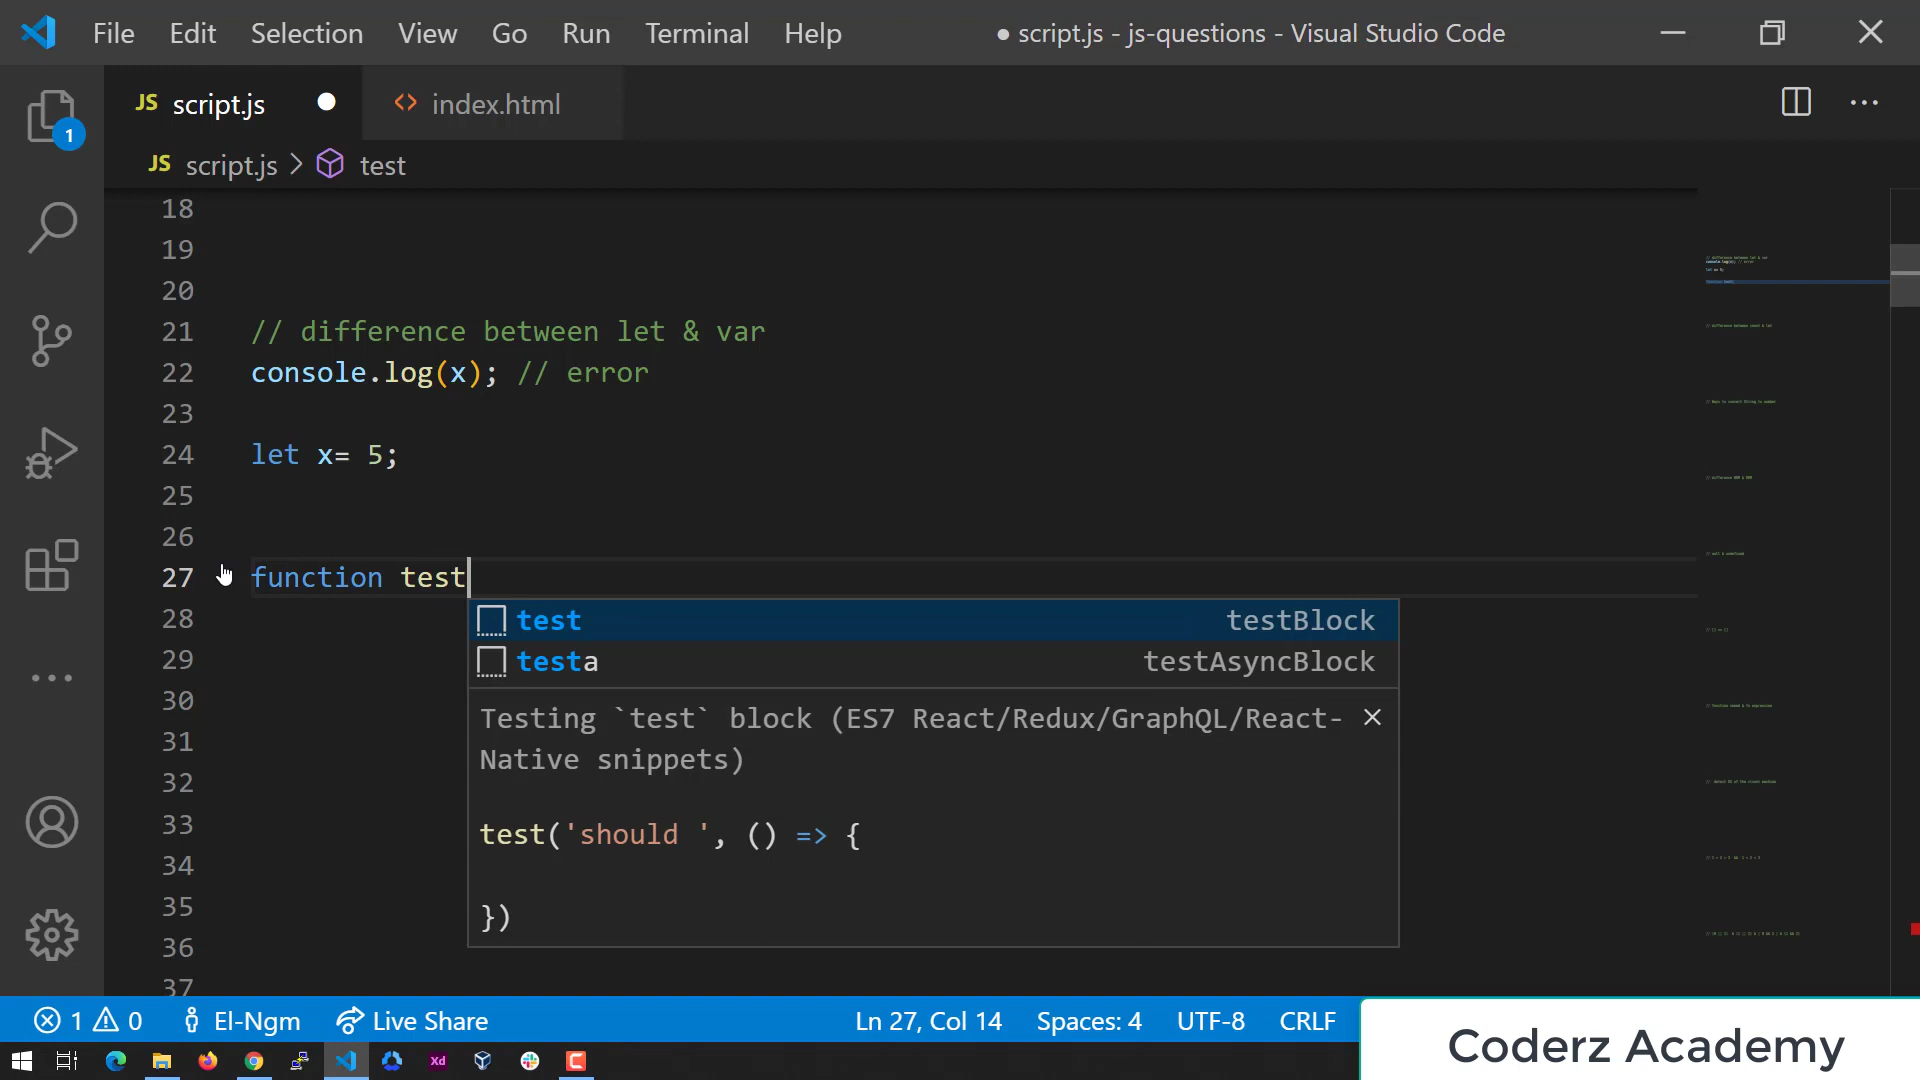 File Edit Selection View Go Run Terminal Help ● script.js - js-questions - Visual Studio Code
JS script.js ● index.html
1
JS script.js > test
18
19
20
21 // difference between let & var
22 console.log(x); // error
23
24 let x= 5;
25
26
27 function test
28 test testBlock
29 testa testAsyncBlock
30 Testing `test` block (ES7 React/Redux/GraphQL/React-
31 Native snippets)
32
33 test('should ', () => {
34
35 })
36
37
1 0 El-Ngm Live Share Ln 27, Col 14 Spaces: 4 UTF-8 CRLF
Xd
Coderz Academy